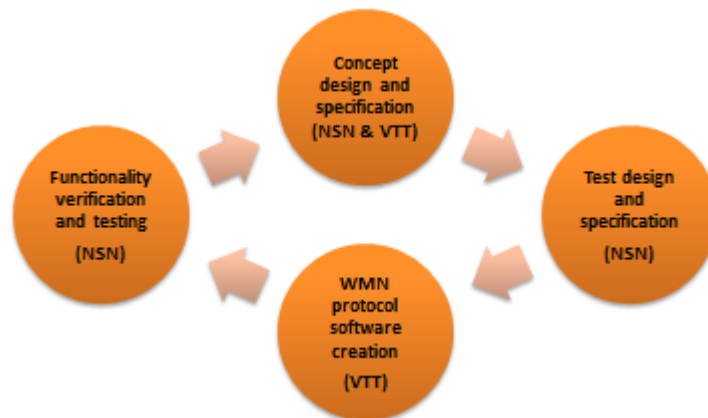 Concept
design and
specification
(NSN & VTT)
Functionality
verification
and testing
(NSN)
Test design
and
specification
(NSN)
WMN
protocol
software
creation
(VTT)